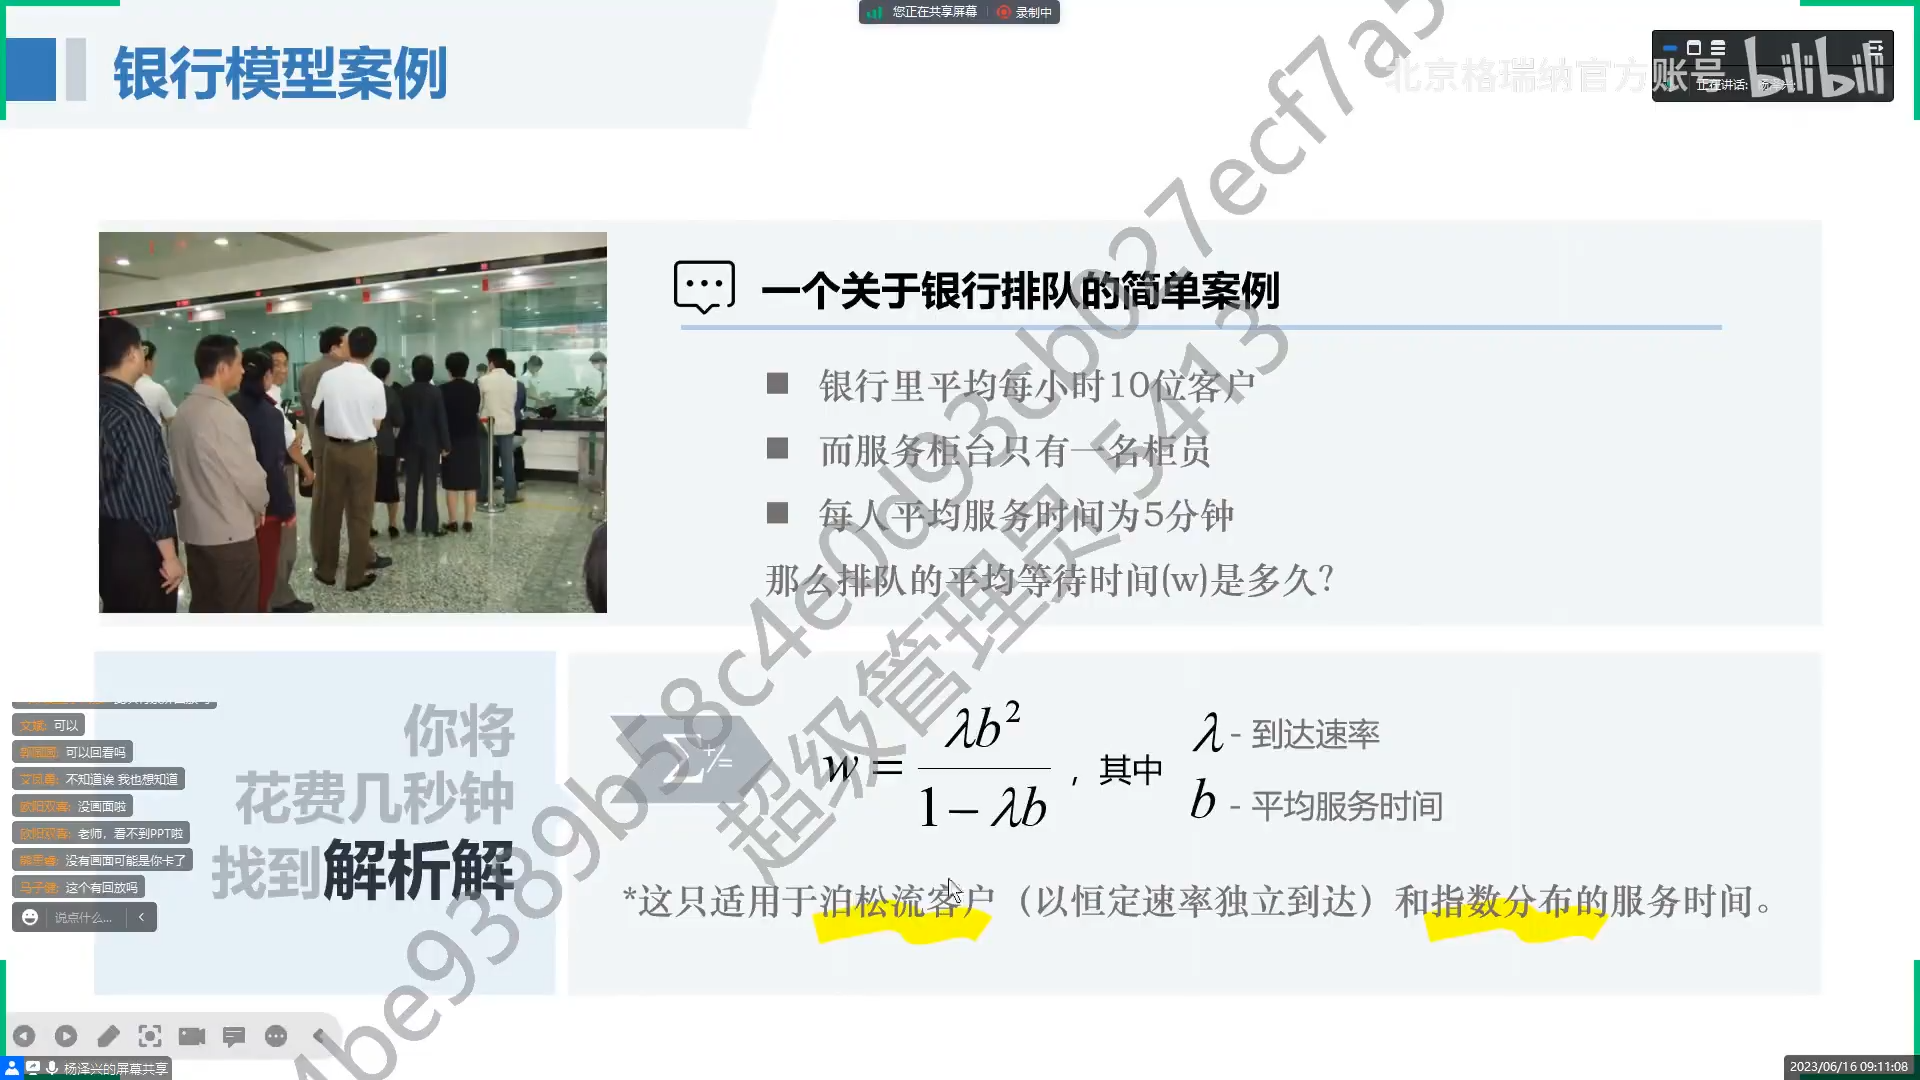 您正在共享屏幕 录制中
银行模型案例
北京格瑞纳官方账号 bilibili
正在讲话: 杨泽兴;
一个关于银行排队的简单案例
银行里平均每小时10位客户
而服务柜台只有一名柜员
每人平均服务时间为5分钟
那么排队的平均等待时间(w)是多久?
你将
花费几秒钟
找到解析解
w = λb² / (1 − λb) ，其中
λ - 到达速率
b - 平均服务时间
*这只适用于泊松流客户（以恒定速率独立到达）和指数分布的服务时间。
文斌: 可以
可以回看吗
不知道诶 我也想知道
没画面啦
老师，看不到PPT啦
没有画面可能是你卡了
马子健: 这个有回放吗
说点什么...
杨泽兴的屏幕共享
2023/06/16 09:11:08
4be9389b58c4e0d93cb027ecf7a5
超级管理员 5413